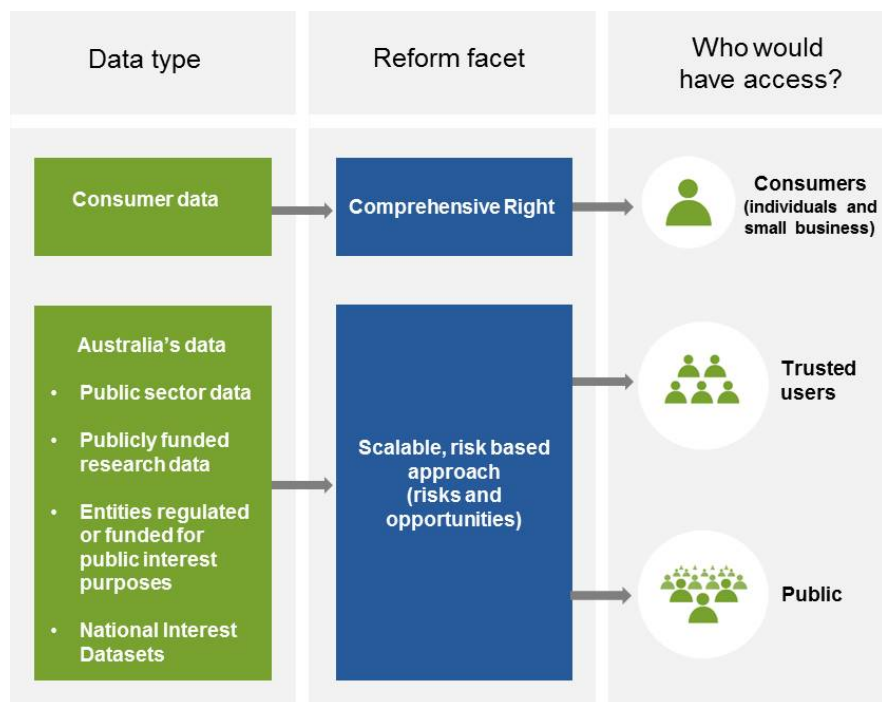 Data type
Reform facet
Who would
have access?
Consumer data
Comprehensive Right
Consumers
(individuals and
small business)
Australia’s data
• Public sector data
• Publicly funded
research data
• Entities regulated
or funded for
public interest
purposes
• National Interest
Datasets
Scalable, risk based
approach
(risks and
opportunities)
Trusted
users
Public